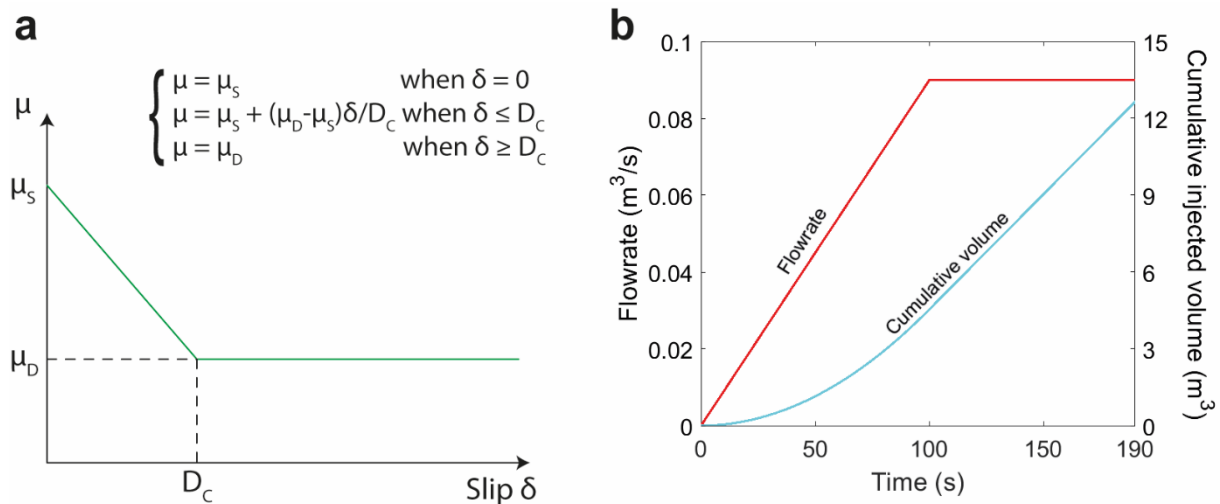 a
μ = μS when δ = 0
μ = μS + (μD-μS)δ/DC when δ ≤ DC
μ = μD when δ ≥ DC
μ
μS
μD
DC
Slip δ
b
0.1
0.08
0.06
0.04
0.02
0
Flowrate (m³/s)
Flowrate
Cumulative volume
15
12
9
6
3
0
Cumulative injected volume (m³)
0
50
100
150
190
Time (s)